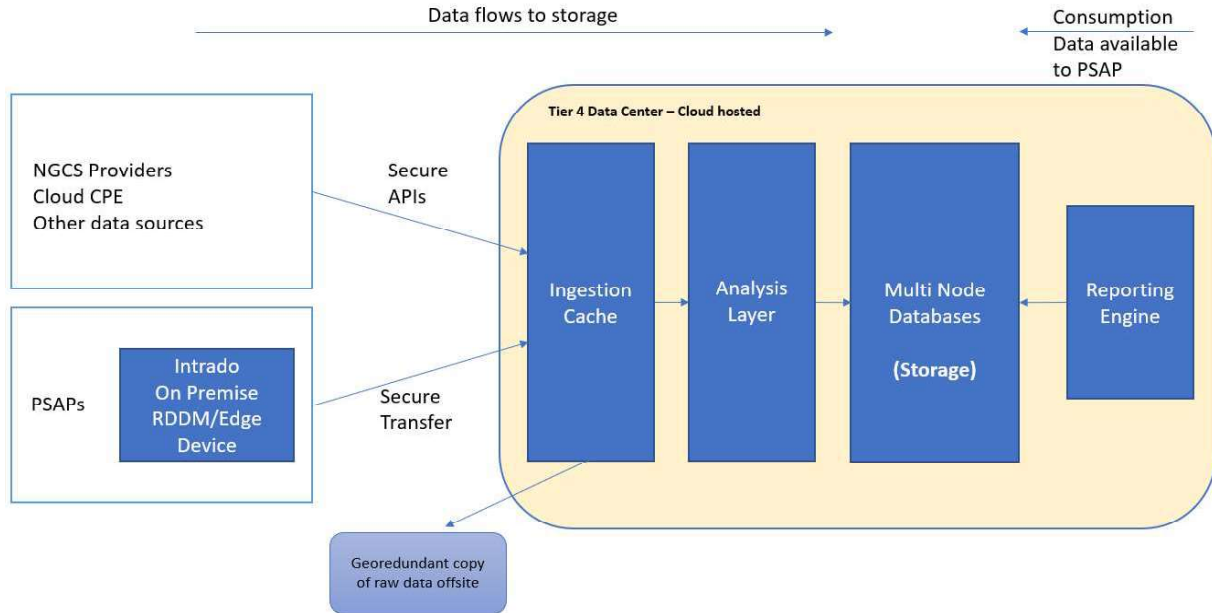 Data flows to storage
Consumption
Data available
to PSAP
Tier 4 Data Center – Cloud hosted
NGCS Providers
Cloud CPE
Other data sources
Secure
APIs
Ingestion
Cache
Analysis
Layer
Multi Node
Databases
(Storage)
Reporting
Engine
PSAPs
Intrado
On Premise
RDDM/Edge
Device
Secure
Transfer
Georedundant copy
of raw data offsite